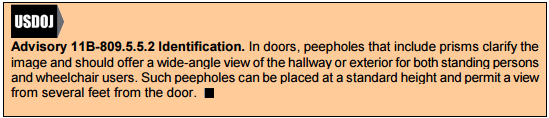 USDOJ
Advisory 11B-809.5.5.2 Identification. In doors, peepholes that include prisms clarify the
image and should offer a wide-angle view of the hallway or exterior for both standing persons
and wheelchair users. Such peepholes can be placed at a standard height and permit a view
from several feet from the door. ■